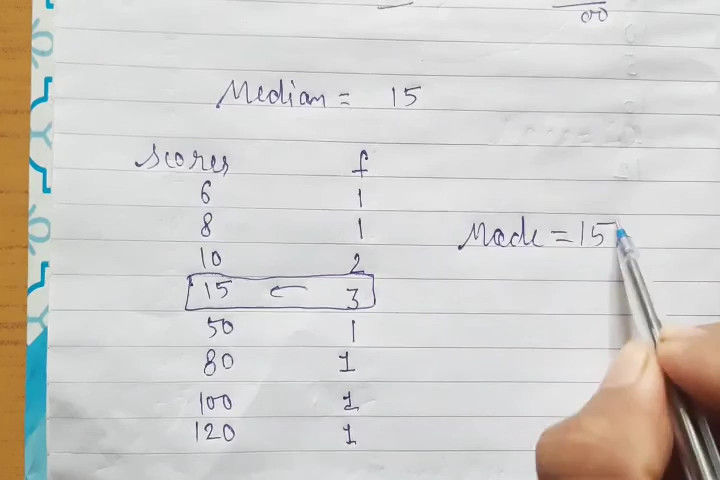 00
Median = 15
Scores f
6 1
8 1
10 2
Mode = 15
15 ← 3
50 1
80 1
100 1
120 1